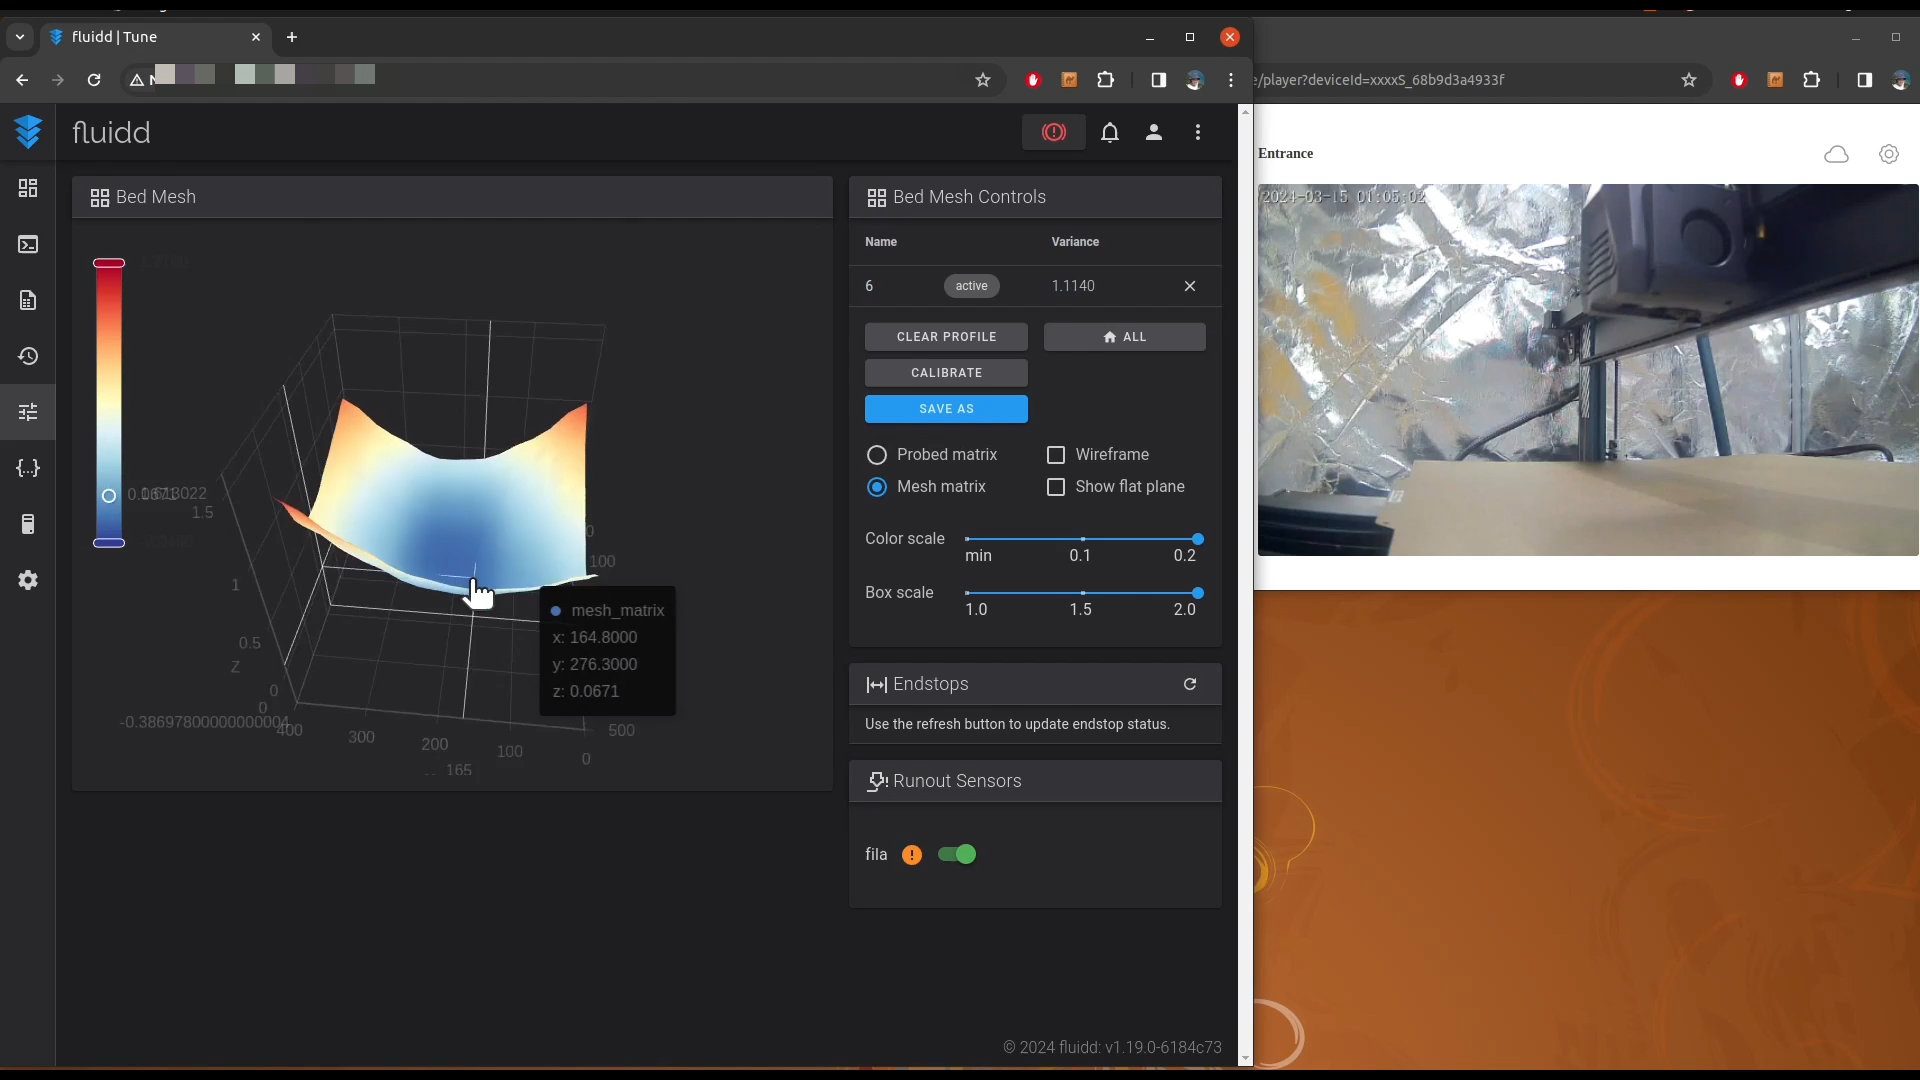 fluidd | Tune
e/player?deviceId=xxxxS_68b9d3a4933f
fluidd
Bed Mesh
1.5
1
0.5
Z
0
0
-0.38697800000000004
400
300
200
100
0
165
0
100
500
mesh_matrix
x: 164.8000
y: 276.3000
z: 0.0671
Bed Mesh Controls
Name Variance
6 active 1.1140
CLEAR PROFILE ALL
CALIBRATE
SAVE AS
Probed matrix Wireframe
Mesh matrix Show flat plane
Color scale
min 0.1 0.2
Box scale
1.0 1.5 2.0
Endstops
Use the refresh button to update endstop status.
Runout Sensors
fila
© 2024 fluidd: v1.19.0-6184c73
Entrance
2024-03-15 01:05:02